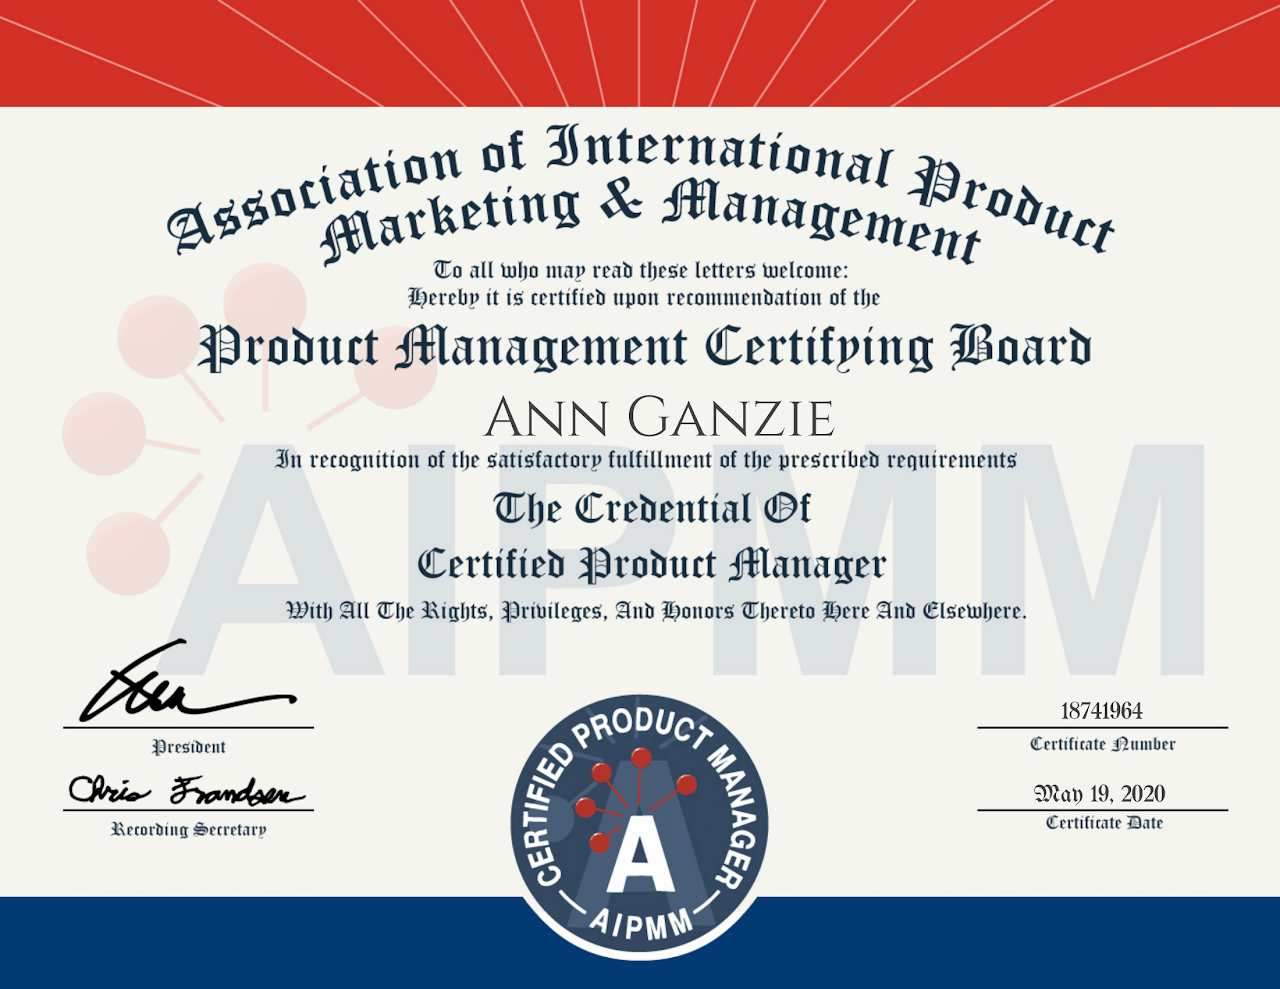 Association of International Product
Marketing & Management
To all who may read these letters welcome:
Hereby it is certified upon recommendation of the
Product Management Certifying Board
ANN GANZIE
In recognition of the satisfactory fulfillment of the prescribed requirements
The Credential Of
Certified Product Manager
With All The Rights, Privileges, And Honors Thereto Here And Elsewhere.
AIPMM
President
Chris Frandsen
Recording Secretary
CERTIFIED PRODUCT MANAGER
A
AIPMM
18741964
Certificate Number
May 19, 2020
Certificate Date